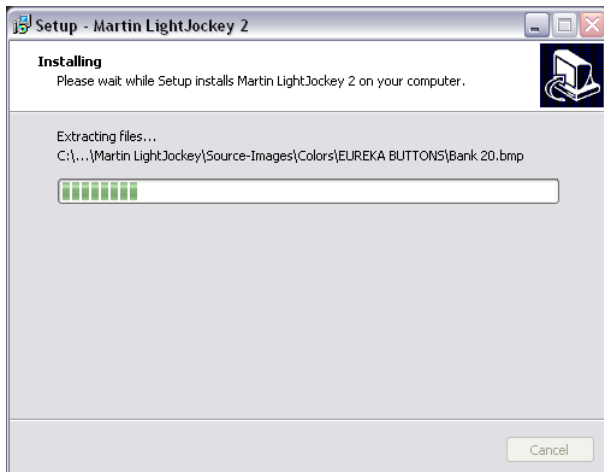 Setup - Martin LightJockey 2
Installing
Please wait while Setup installs Martin LightJockey 2 on your computer.
Extracting files...
C:\...\Martin LightJockey\Source-Images\Colors\EUREKA BUTTONS\Bank 20.bmp
Cancel